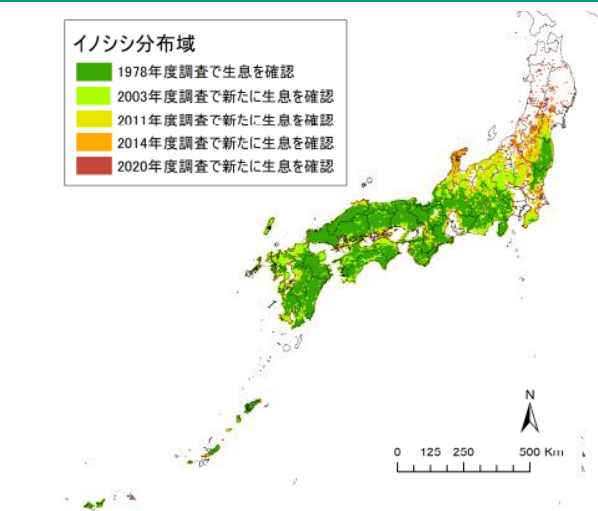 イノシシ分布域
1978年度調査で生息を確認
2003年度調査で新たに生息を確認
2011年度調査で新たに生息を確認
2014年度調査で新たに生息を確認
2020年度調査で新たに生息を確認
N
0 125 250 500 Km